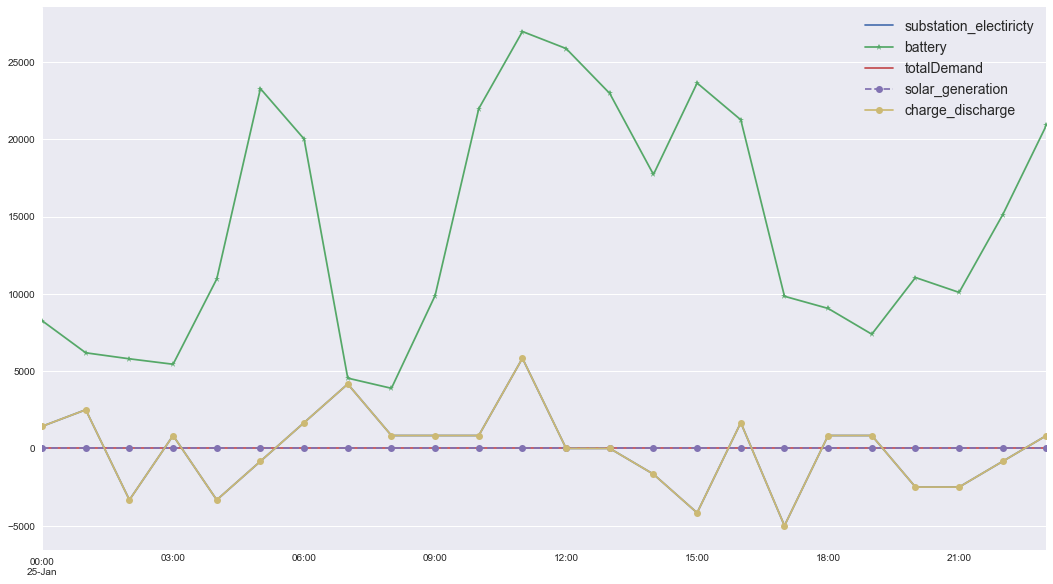 substation_electiricty
battery
totalDemand
solar_generation
charge_discharge
25000
20000
15000
10000
5000
0
−5000
00:00 03:00 06:00 09:00 12:00 15:00 18:00 21:00
25-Jan